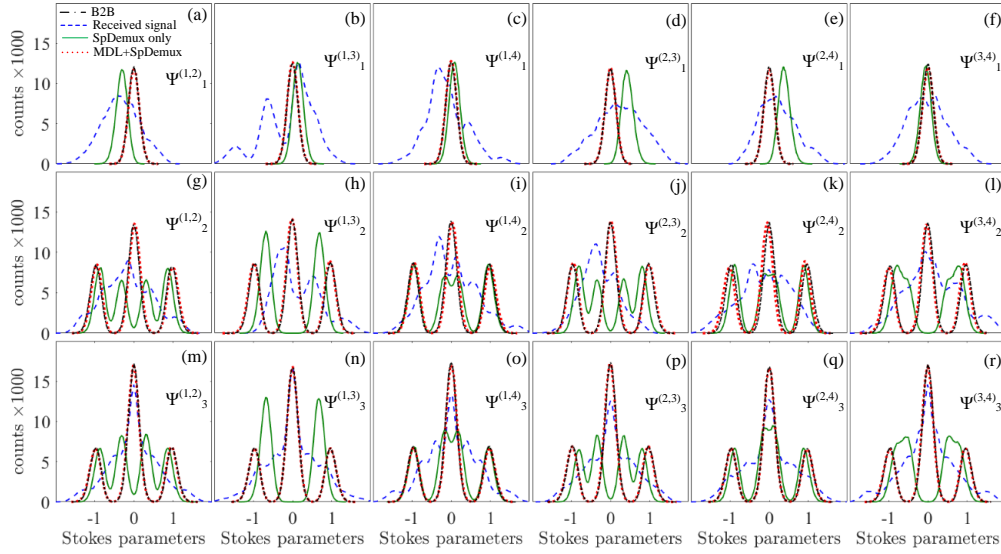 B2B
Received signal
SpDemux only
MDL+SpDemux
(a) (b) (c) (d) (e) (f)
Ψ(1,2)1 Ψ(1,3)1 Ψ(1,4)1 Ψ(2,3)1 Ψ(2,4)1 Ψ(3,4)1
counts ×1000
15
10
5
0
(g) (h) (i) (j) (k) (l)
Ψ(1,2)2 Ψ(1,3)2 Ψ(1,4)2 Ψ(2,3)2 Ψ(2,4)2 Ψ(3,4)2
counts ×1000
15
10
5
0
(m) (n) (o) (p) (q) (r)
Ψ(1,2)3 Ψ(1,3)3 Ψ(1,4)3 Ψ(2,3)3 Ψ(2,4)3 Ψ(3,4)3
counts ×1000
15
10
5
0
-1 0 1 -1 0 1 -1 0 1 -1 0 1 -1 0 1 -1 0 1
Stokes parameters Stokes parameters Stokes parameters Stokes parameters Stokes parameters Stokes parameters